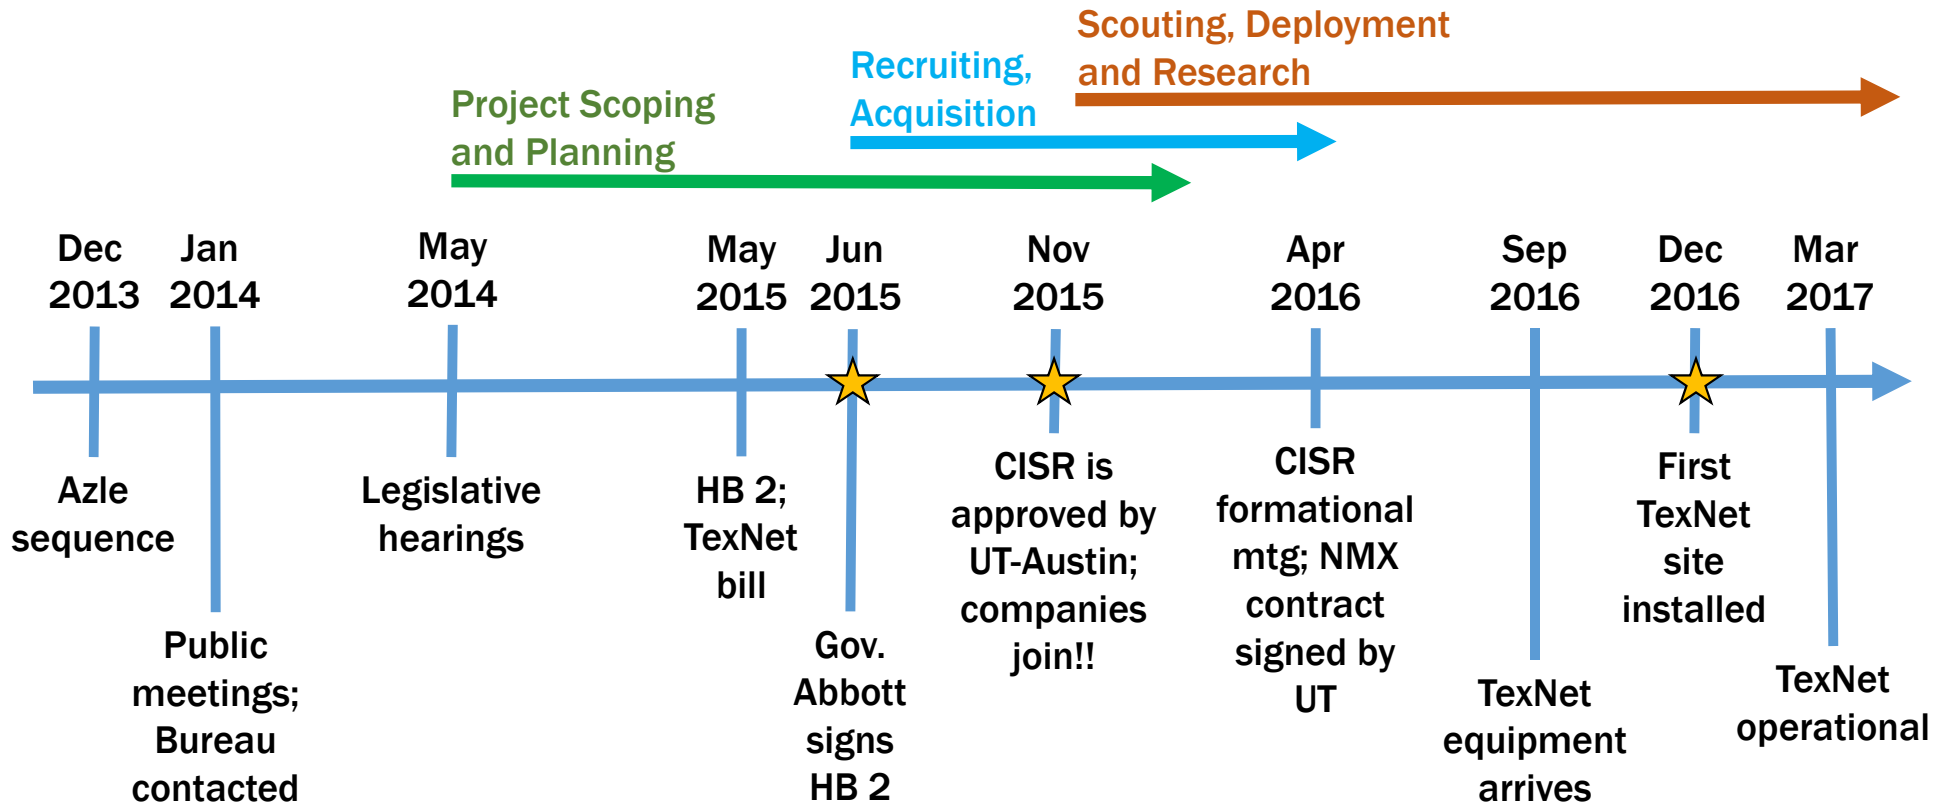 Scouting, Deployment
and Research
Recruiting,
Acquisition
Project Scoping
and Planning
Dec
2013
Jan
2014
May
2014
May
2015
Jun
2015
Nov
2015
Apr
2016
Sep
2016
Dec
2016
Mar
2017
Azle
sequence
Public
meetings;
Bureau
contacted
Legislative
hearings
HB 2;
TexNet
bill
Gov.
Abbott
signs
HB 2
CISR is
approved by
UT-Austin;
companies
join!!
CISR
formational
mtg; NMX
contract
signed by
UT
TexNet
equipment
arrives
First
TexNet
site
installed
TexNet
operational